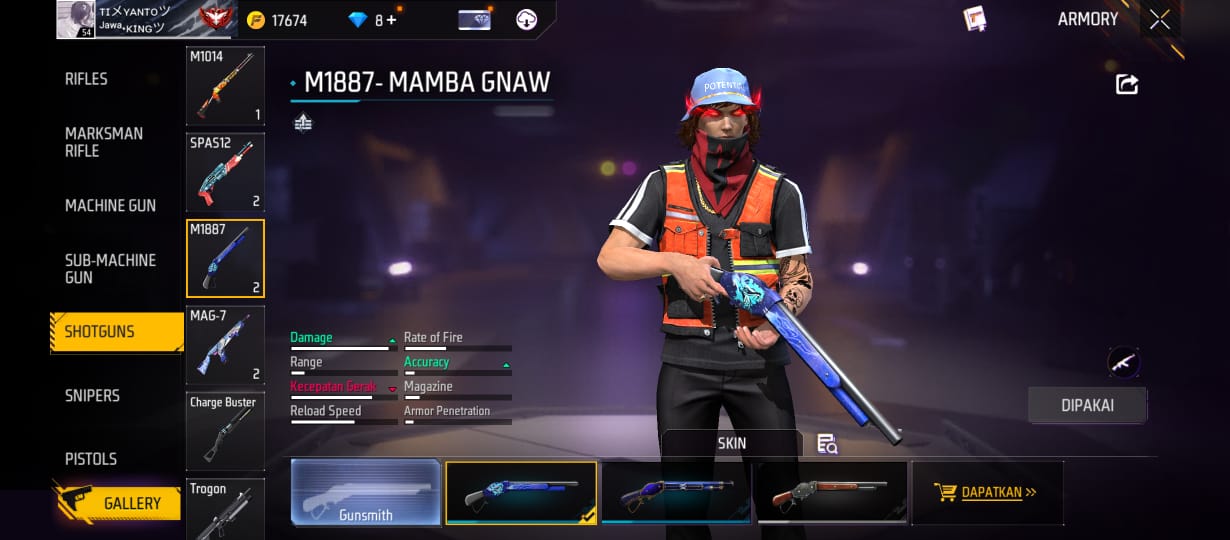 TI乄YANTOツ
Jawa.•KINGツ
54
17674
8+
ARMORY
RIFLES
MARKSMAN
RIFLE
MACHINE GUN
SUB-MACHINE
GUN
SHOTGUNS
SNIPERS
PISTOLS
GALLERY
M1014
1
SPAS12
2
M1887
2
MAG-7
2
Charge Buster
Trogon
M1887- MAMBA GNAW
POTENT
Damage
Rate of Fire
Range
Accuracy
Kecepatan Gerak
Magazine
Reload Speed
Armor Penetration
DIPAKAI
SKIN
Gunsmith
DAPATKAN >>